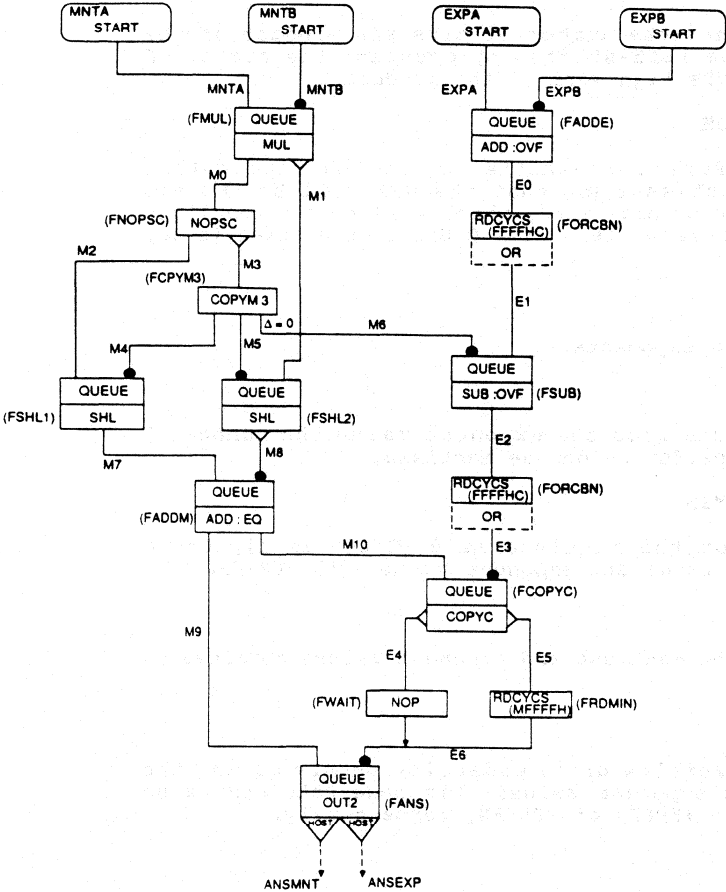 MNTA
START
MNTB
START
EXPA
START
EXPB
START
MNTA
MNTB
EXPA
EXPB
(FMUL)
QUEUE
MUL
QUEUE
(FADDE)
ADD :OVF
M0
M1
E0
(FNOPSC)
NOPSC
RDCYCS
(FFFFHC)
(FORCBN)
OR
M2
M3
(FCPYM3)
COPYM 3
E1
Δ = 0
M6
M4
M5
QUEUE
SHL
(FSHL1)
QUEUE
SHL
(FSHL2)
QUEUE
SUB :OVF
(FSUB)
M7
M8
E2
QUEUE
(FADDM)
ADD : EQ
RDCYCS
(FFFFHC)
(FORCBN)
OR
M10
E3
QUEUE
(FCOPYC)
COPYC
M9
E4
E5
(FWAIT)
NOP
RDCYCS
(MFFFFH)
(FRDMIN)
E6
QUEUE
OUT2
(FANS)
HOST
HOST
ANSMNT
ANSEXP